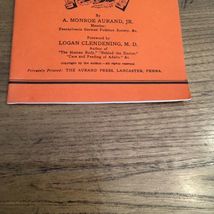 By
A. MONROE AURAND, JR.
Member:
Pennsylvania German Folklore Society, &c.
Foreword by
LOGAN CLENDENING, M. D.
Author of
"The Human Body," "Behind the Doctor,"
"Care and Feeding of Adults," &c.
Copyright by the author—All rights reserved
Privately Printed: THE AURAND PRESS, LANCASTER, PENNA.